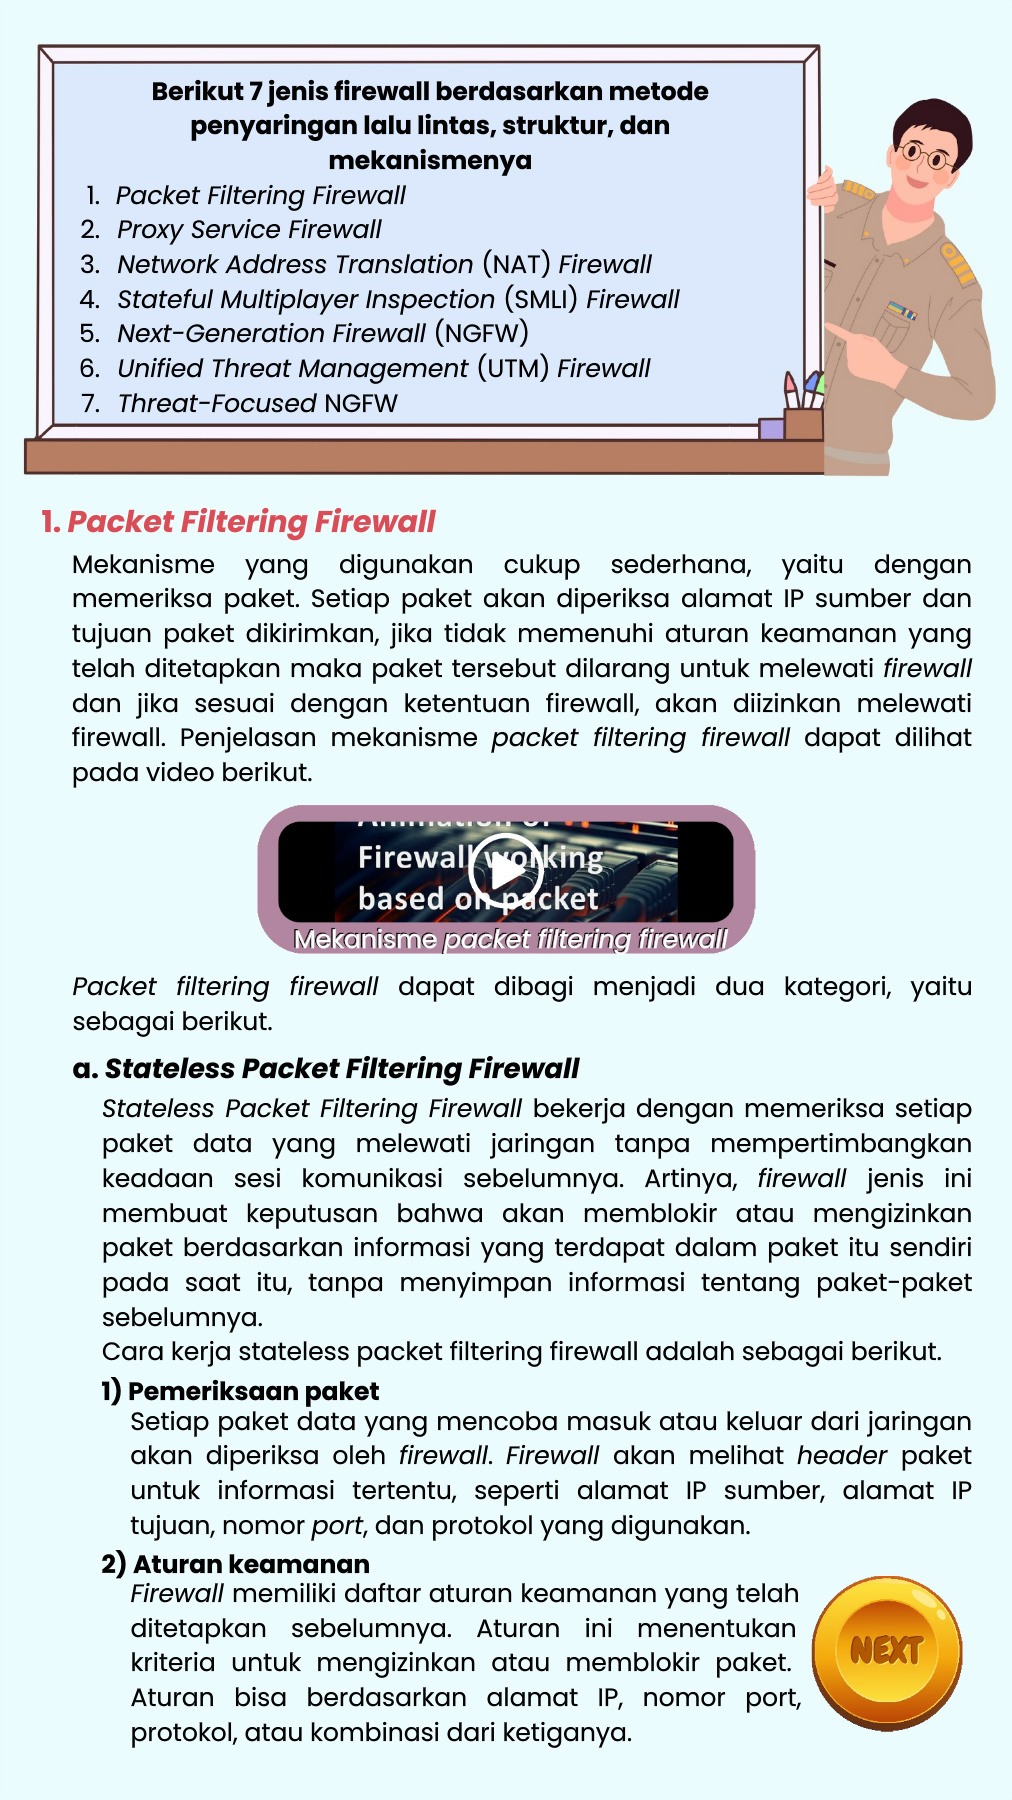 Berikut 7 jenis firewall berdasarkan metode
penyaringan lalu lintas, struktur, dan
mekanismenya
1. Packet Filtering Firewall
2. Proxy Service Firewall
3. Network Address Translation (NAT) Firewall
4. Stateful Multiplayer Inspection (SMLI) Firewall
5. Next-Generation Firewall (NGFW)
6. Unified Threat Management (UTM) Firewall
7. Threat-Focused NGFW
1. Packet Filtering Firewall
Mekanisme yang digunakan cukup sederhana, yaitu dengan
memeriksa paket. Setiap paket akan diperiksa alamat IP sumber dan
tujuan paket dikirimkan, jika tidak memenuhi aturan keamanan yang
telah ditetapkan maka paket tersebut dilarang untuk melewati firewall
dan jika sesuai dengan ketentuan firewall, akan diizinkan melewati
firewall. Penjelasan mekanisme packet filtering firewall dapat dilihat
pada video berikut.
Animation of
Firewall working
based on packet
Mekanisme packet filtering firewall
Packet filtering firewall dapat dibagi menjadi dua kategori, yaitu
sebagai berikut.
a. Stateless Packet Filtering Firewall
Stateless Packet Filtering Firewall bekerja dengan memeriksa setiap
paket data yang melewati jaringan tanpa mempertimbangkan
keadaan sesi komunikasi sebelumnya. Artinya, firewall jenis ini
membuat keputusan bahwa akan memblokir atau mengizinkan
paket berdasarkan informasi yang terdapat dalam paket itu sendiri
pada saat itu, tanpa menyimpan informasi tentang paket-paket
sebelumnya.
Cara kerja stateless packet filtering firewall adalah sebagai berikut.
1) Pemeriksaan paket
Setiap paket data yang mencoba masuk atau keluar dari jaringan
akan diperiksa oleh firewall. Firewall akan melihat header paket
untuk informasi tertentu, seperti alamat IP sumber, alamat IP
tujuan, nomor port, dan protokol yang digunakan.
2) Aturan keamanan
Firewall memiliki daftar aturan keamanan yang telah
ditetapkan sebelumnya. Aturan ini menentukan
kriteria untuk mengizinkan atau memblokir paket.
Aturan bisa berdasarkan alamat IP, nomor port,
protokol, atau kombinasi dari ketiganya.
NEXT